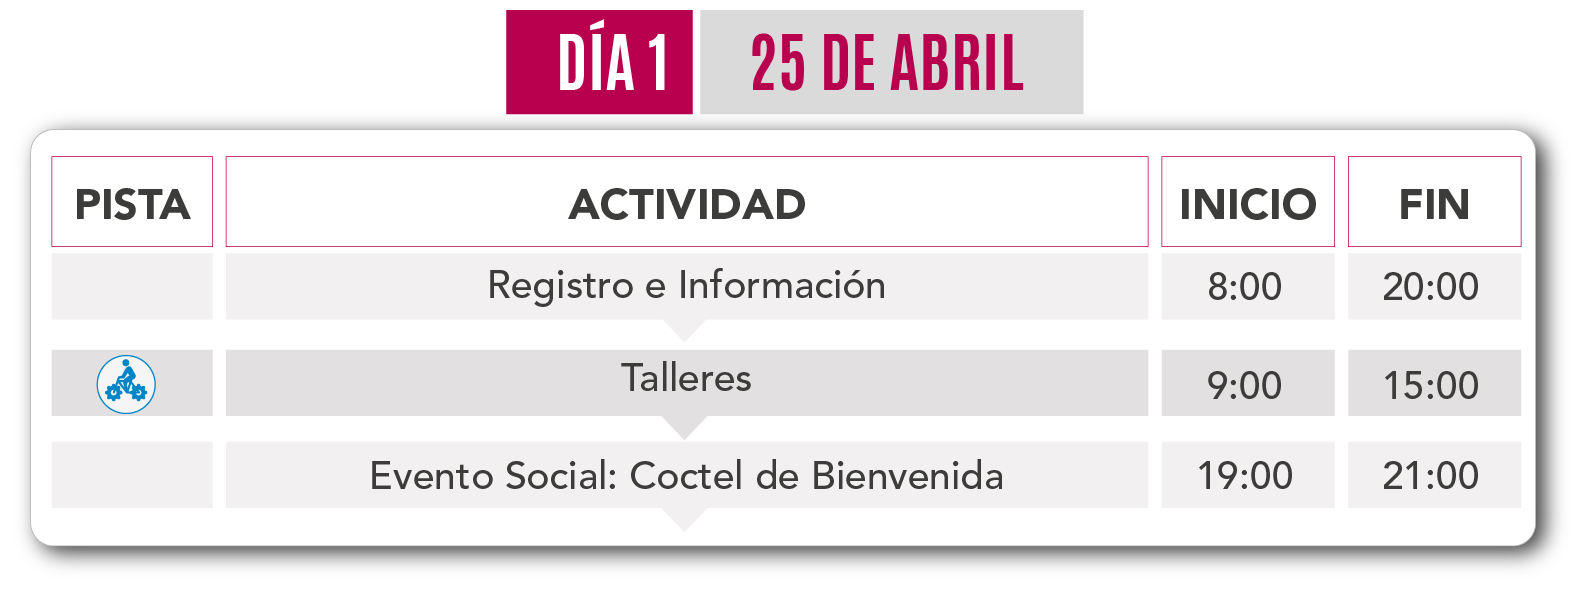 DÍA 1 25 DE ABRIL
PISTA ACTIVIDAD INICIO FIN
Registro e Información 8:00 20:00
Talleres 9:00 15:00
Evento Social: Coctel de Bienvenida 19:00 21:00